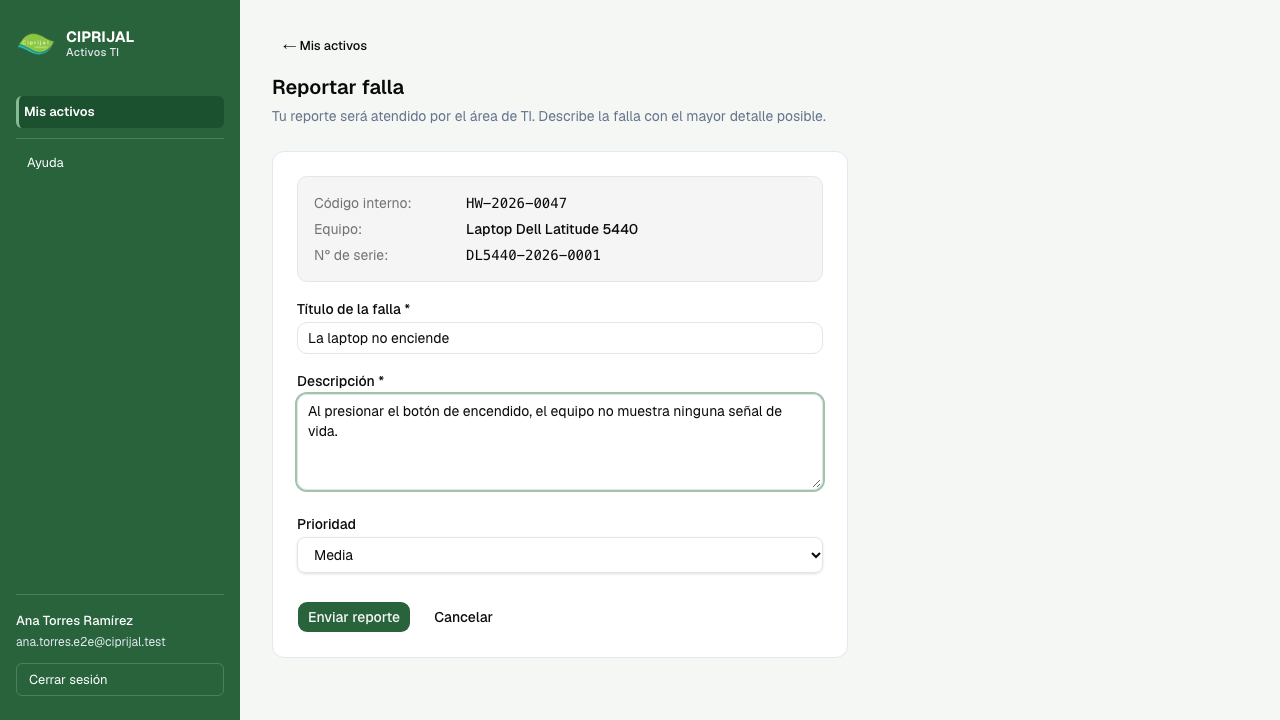 CIPRIJAL
Activos TI
Mis activos
Ayuda
Ana Torres Ramírez
ana.torres.e2e@ciprijal.test
Cerrar sesión
← Mis activos
Reportar falla
Tu reporte será atendido por el área de TI. Describe la falla con el mayor detalle posible.
Código interno: HW-2026-0047
Equipo: Laptop Dell Latitude 5440
N° de serie: DL5440-2026-0001
Título de la falla *
La laptop no enciende
Descripción *
Al presionar el botón de encendido, el equipo no muestra ninguna señal de
vida.
Prioridad
Media
Enviar reporte
Cancelar